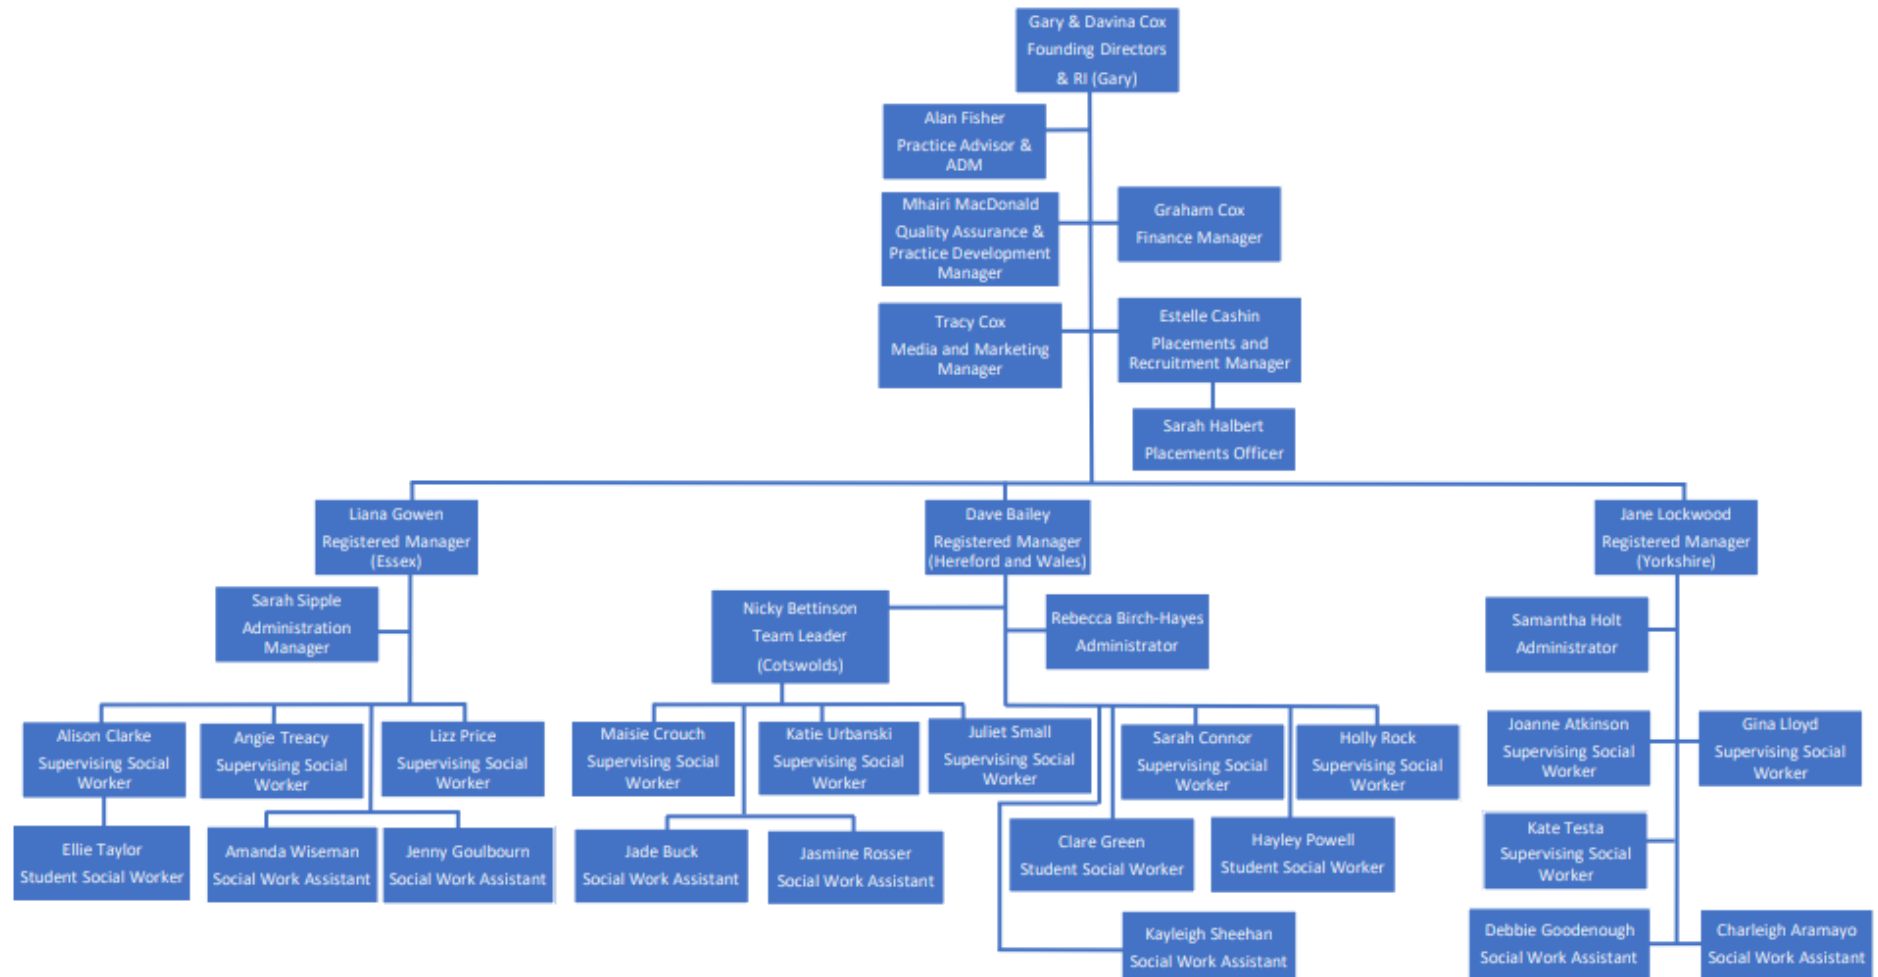 Gary & Davina Cox
Founding Directors
& RI (Gary)
Alan Fisher
Practice Advisor &
ADM
Mhairi MacDonald
Quality Assurance &
Practice Development
Manager
Graham Cox
Finance Manager
Tracy Cox
Media and Marketing
Manager
Estelle Cashin
Placements and
Recruitment Manager
Sarah Halbert
Placements Officer
Liana Gowen
Registered Manager
(Essex)
Dave Bailey
Registered Manager
(Hereford and Wales)
Jane Lockwood
Registered Manager
(Yorkshire)
Sarah Sipple
Administration
Manager
Nicky Bettinson
Team Leader
(Cotswolds)
Rebecca Birch-Hayes
Administrator
Samantha Holt
Administrator
Alison Clarke
Supervising Social
Worker
Angie Treacy
Supervising Social
Worker
Lizz Price
Supervising Social
Worker
Maisie Crouch
Supervising Social
Worker
Katie Urbanski
Supervising Social
Worker
Juliet Small
Supervising Social
Worker
Sarah Connor
Supervising Social
Worker
Holly Rock
Supervising Social
Worker
Joanne Atkinson
Supervising Social
Worker
Gina Lloyd
Supervising Social
Worker
Ellie Taylor
Student Social Worker
Amanda Wiseman
Social Work Assistant
Jenny Goulbourn
Social Work Assistant
Jade Buck
Social Work Assistant
Jasmine Rosser
Social Work Assistant
Clare Green
Student Social Worker
Hayley Powell
Student Social Worker
Kate Testa
Supervising Social
Worker
Kayleigh Sheehan
Social Work Assistant
Debbie Goodenough
Social Work Assistant
Charleigh Aramayo
Social Work Assistant